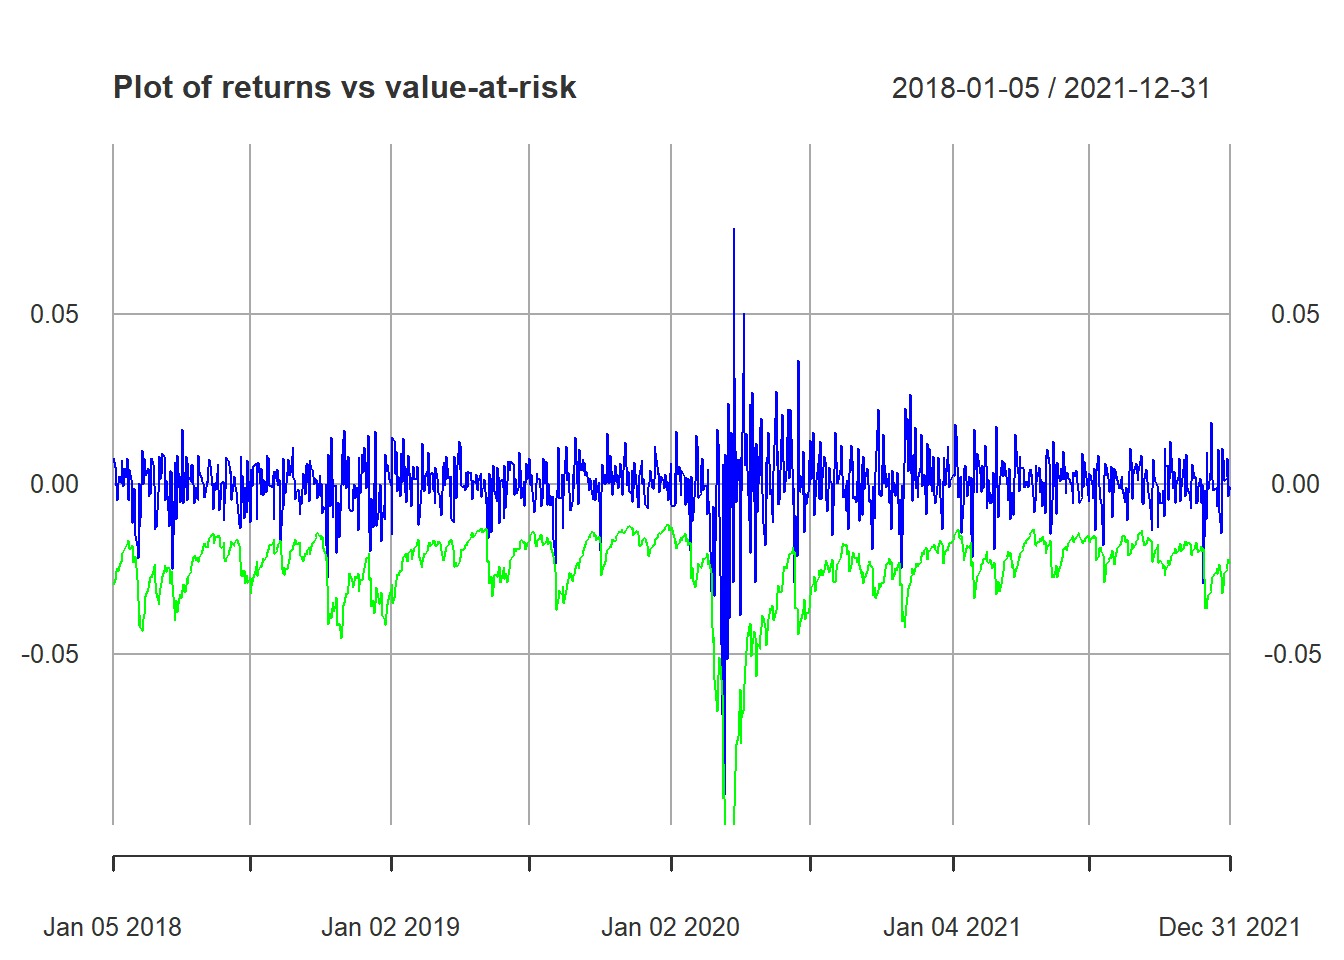 Plot of returns vs value-at-risk 2018-01-05 / 2021-12-31
0.05 0.05
0.00 0.00
-0.05 -0.05
Jan 05 2018 Jan 02 2019 Jan 02 2020 Jan 04 2021 Dec 31 2021